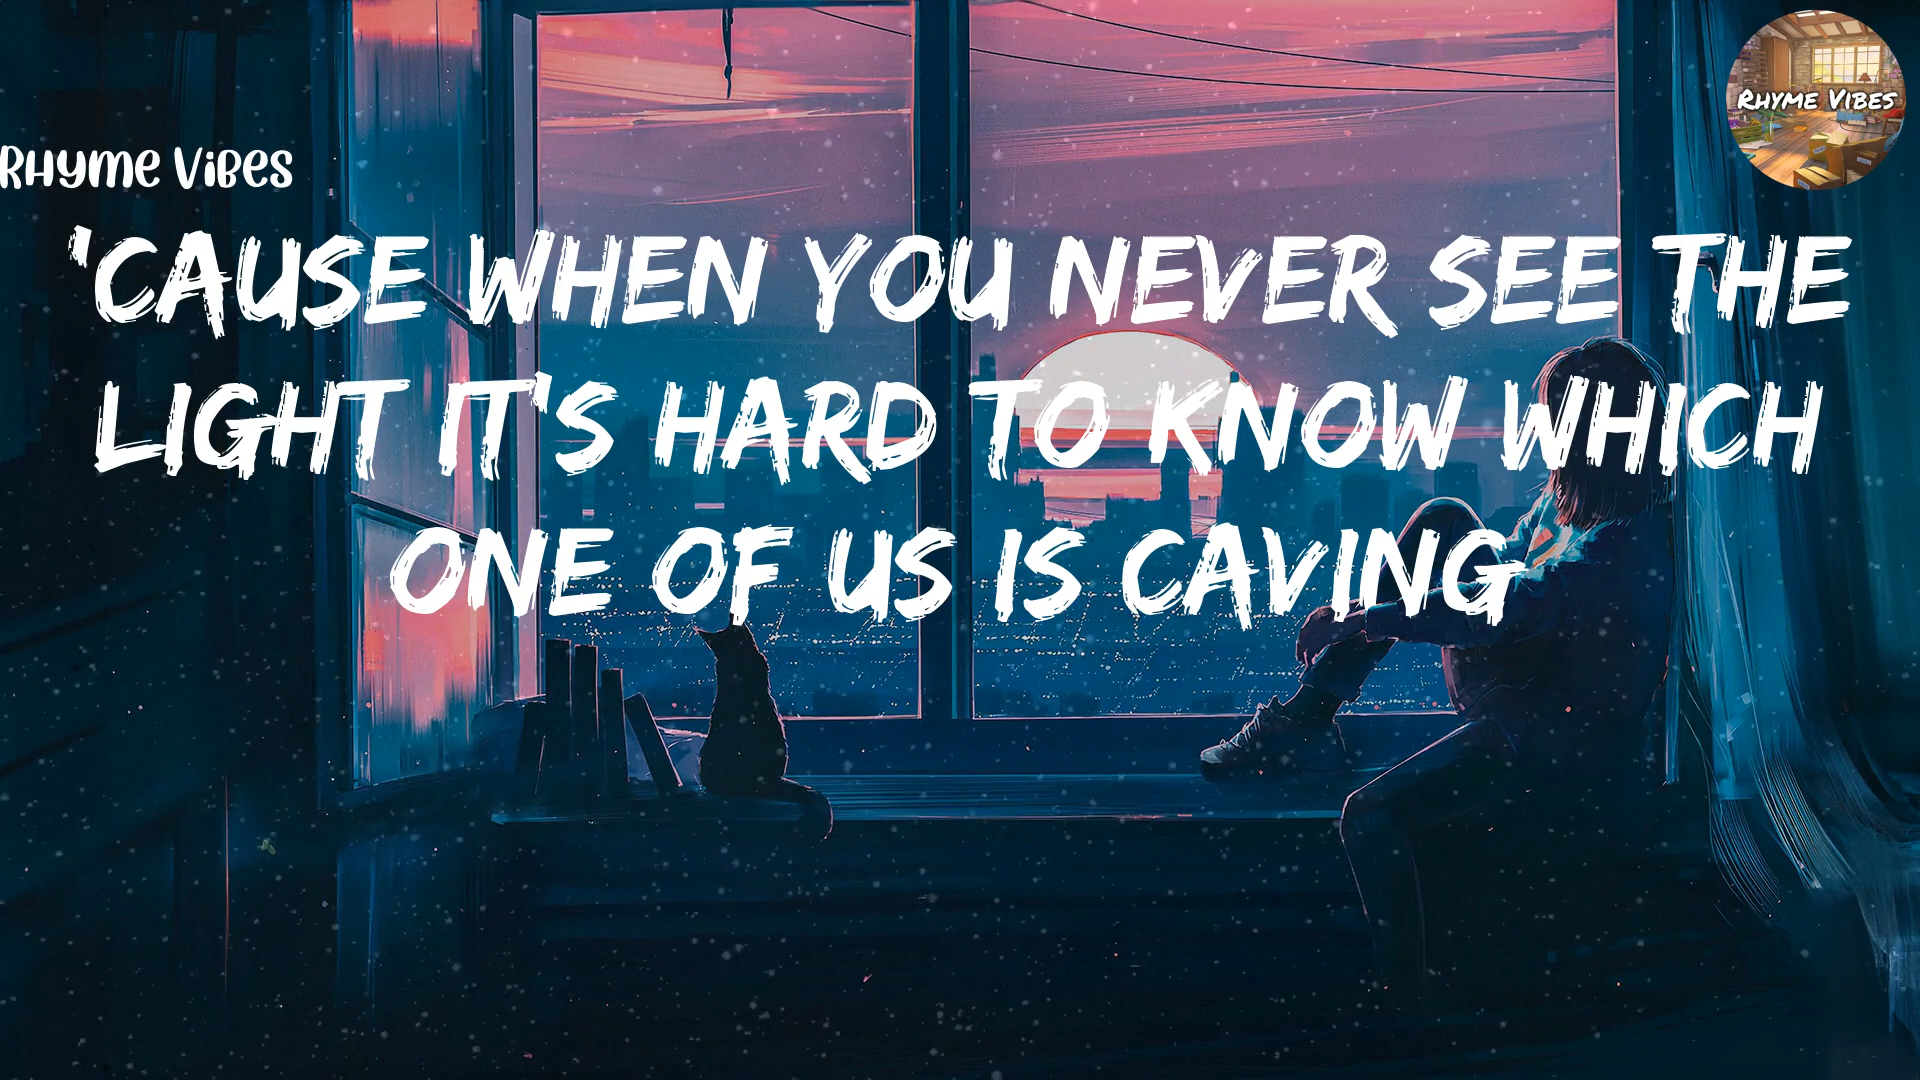 Rhyme Vibes
Rhyme Vibes
'CAUSE WHEN YOU NEVER SEE THE
LIGHT IT'S HARD TO KNOW WHICH
ONE OF US IS CAVING